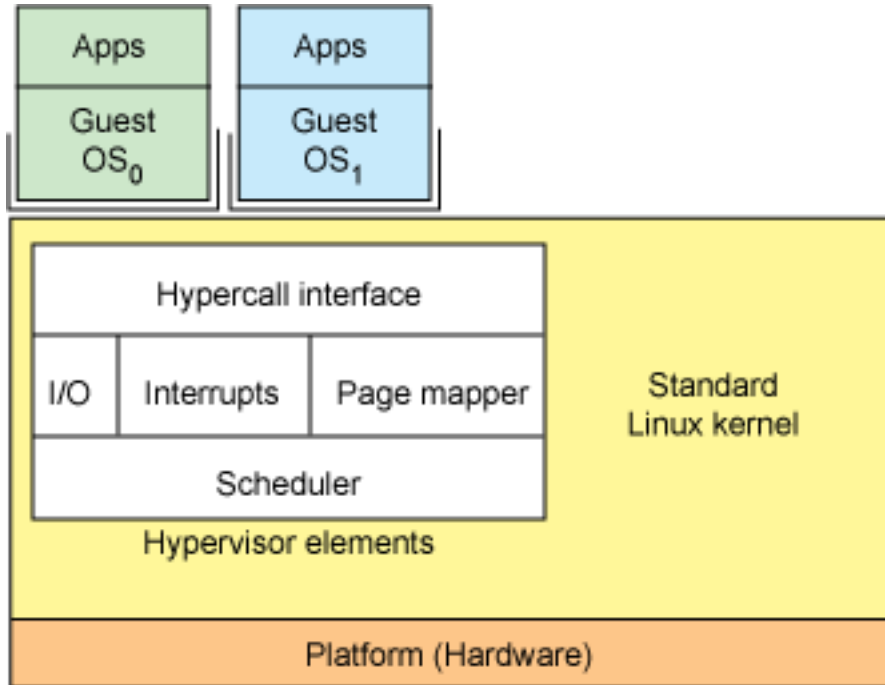 Apps
Guest
OS₀
Apps
Guest
OS₁
Hypercall interface
I/O
Interrupts
Page mapper
Scheduler
Hypervisor elements
Standard
Linux kernel
Platform (Hardware)